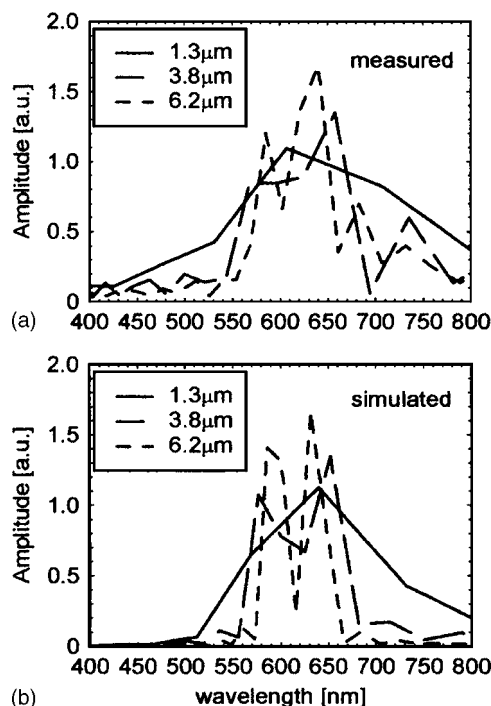 2.0
1.3μm
3.8μm
6.2μm
measured
1.5
1.0
0.5
0
Amplitude [a.u.]
400 450 500 550 600 650 700 750 800
(a)
2.0
1.3μm
3.8μm
6.2μm
simulated
1.5
1.0
0.5
0
Amplitude [a.u.]
400 450 500 550 600 650 700 750 800
(b)
wavelength [nm]